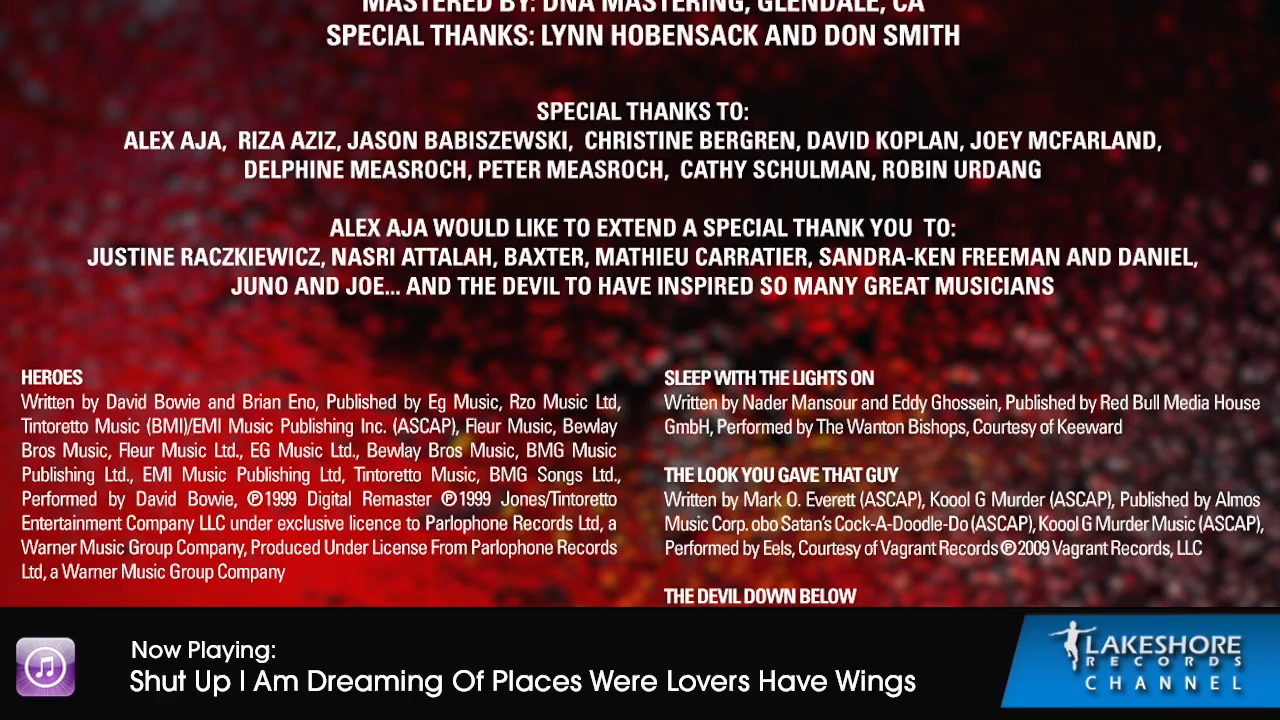 MASTERED BY: DNA MASTERING, GLENDALE, CA
SPECIAL THANKS: LYNN HOBENSACK AND DON SMITH
SPECIAL THANKS TO:
ALEX AJA, RIZA AZIZ, JASON BABISZEWSKI, CHRISTINE BERGREN, DAVID KOPLAN, JOEY MCFARLAND,
DELPHINE MEASROCH, PETER MEASROCH, CATHY SCHULMAN, ROBIN URDANG
ALEX AJA WOULD LIKE TO EXTEND A SPECIAL THANK YOU TO:
JUSTINE RACZKIEWICZ, NASRI ATTALAH, BAXTER, MATHIEU CARRATIER, SANDRA-KEN FREEMAN AND DANIEL,
JUNO AND JOE... AND THE DEVIL TO HAVE INSPIRED SO MANY GREAT MUSICIANS
HEROES
Written by David Bowie and Brian Eno, Published by Eg Music, Rzo Music Ltd,
Tintoretto Music (BMI)/EMI Music Publishing Inc. (ASCAP), Fleur Music, Bewlay
Bros Music, Fleur Music Ltd., EG Music Ltd., Bewlay Bros Music, BMG Music
Publishing Ltd., EMI Music Publishing Ltd, Tintoretto Music, BMG Songs Ltd.,
Performed by David Bowie, ℗1999 Digital Remaster ℗1999 Jones/Tintoretto
Entertainment Company LLC under exclusive licence to Parlophone Records Ltd, a
Warner Music Group Company, Produced Under License From Parlophone Records
Ltd, a Warner Music Group Company
SLEEP WITH THE LIGHTS ON
Written by Nader Mansour and Eddy Ghossein, Published by Red Bull Media House
GmbH, Performed by The Wanton Bishops, Courtesy of Keeward
THE LOOK YOU GAVE THAT GUY
Written by Mark O. Everett (ASCAP), Koool G Murder (ASCAP), Published by Almos
Music Corp. obo Satan's Cock-A-Doodle-Do (ASCAP), Koool G Murder Music (ASCAP),
Performed by Eels, Courtesy of Vagrant Records ℗2009 Vagrant Records, LLC
THE DEVIL DOWN BELOW
Now Playing:
Shut Up I Am Dreaming Of Places Were Lovers Have Wings
LAKESHORE
RECORDS
CHANNEL